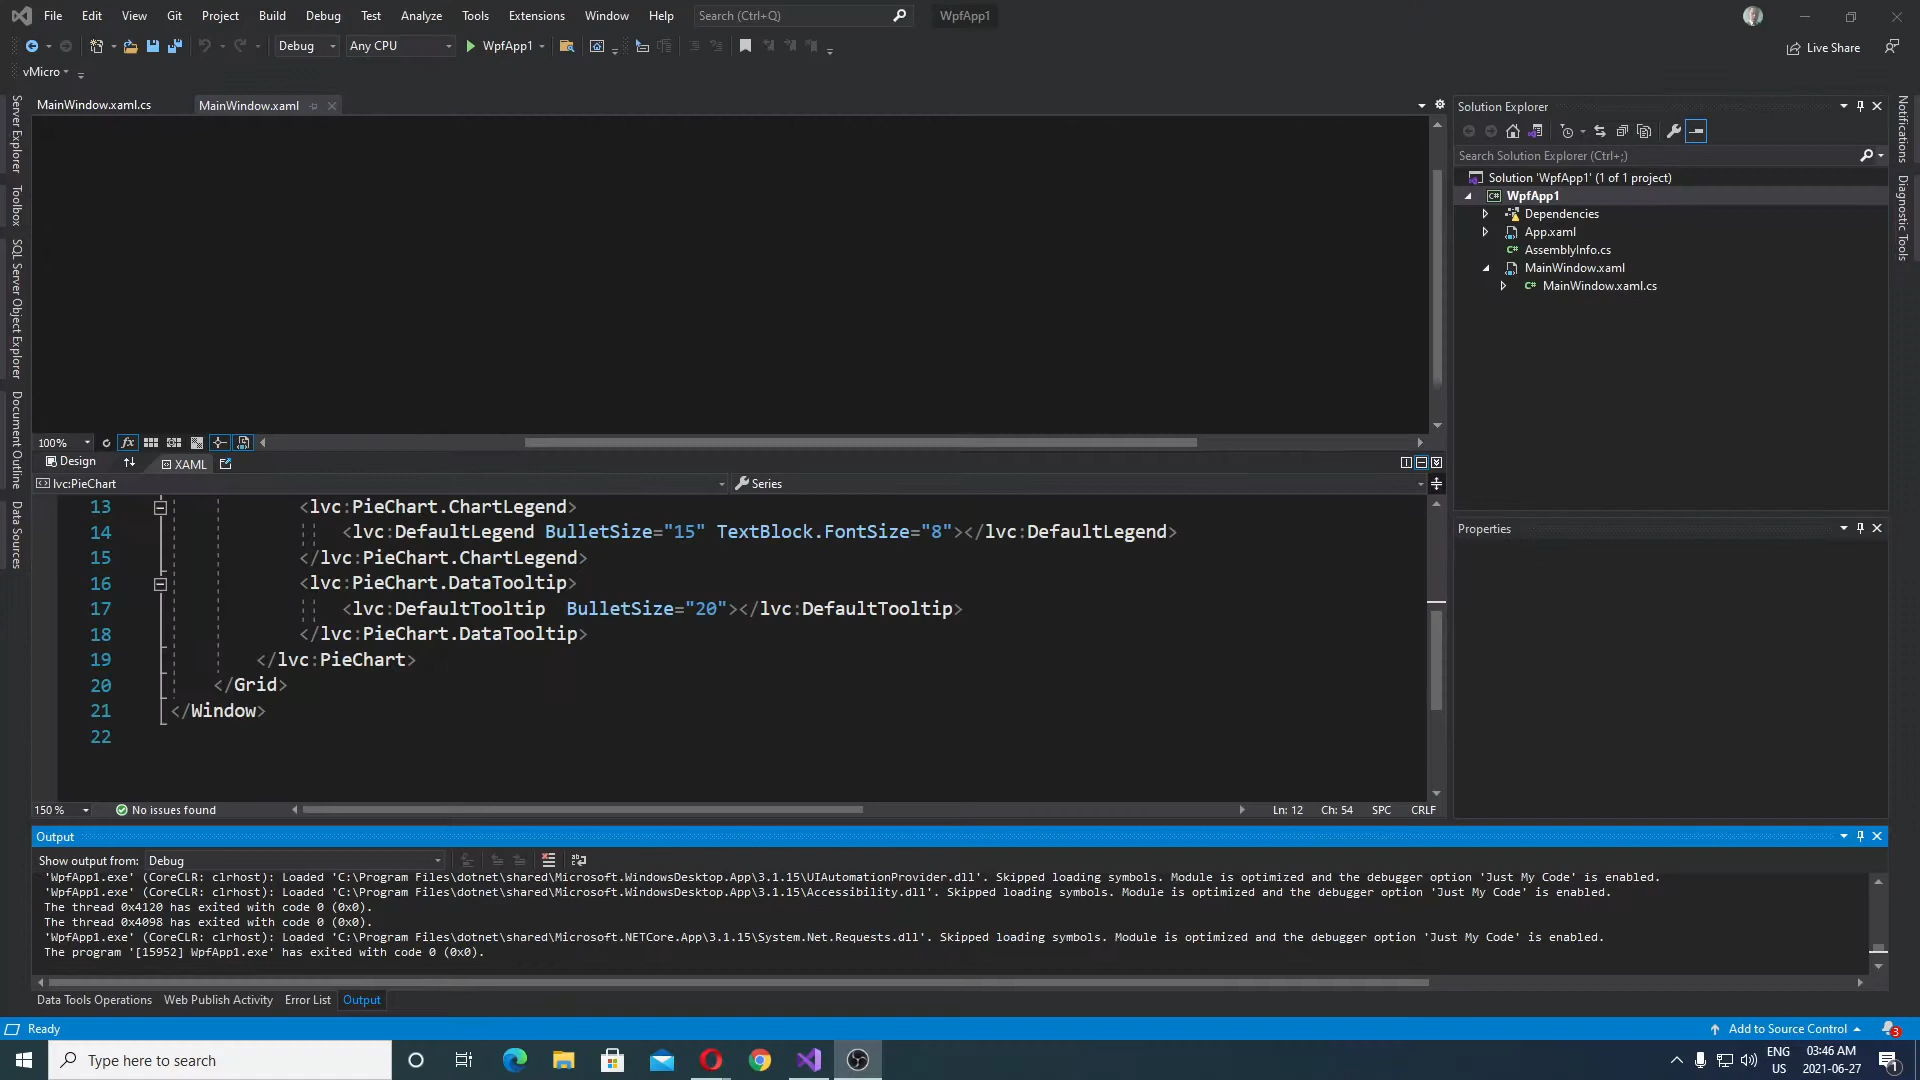 File Edit View Git Project Build Debug Test Analyze Tools Extensions Window Help Search (Ctrl+Q) WpfApp1
Debug Any CPU WpfApp1 Live Share
vMicro
MainWindow.xaml.cs MainWindow.xaml
Server Explorer
Toolbox
SQL Server Object Explorer
Document Outline
Data Sources
100%
Design XAML
lvc:PieChart Series
13 <lvc:PieChart.ChartLegend>
14 <lvc:DefaultLegend BulletSize="15" TextBlock.FontSize="8"></lvc:DefaultLegend>
15 </lvc:PieChart.ChartLegend>
16 <lvc:PieChart.DataTooltip>
17 <lvc:DefaultTooltip  BulletSize="20"></lvc:DefaultTooltip>
18 </lvc:PieChart.DataTooltip>
19 </lvc:PieChart>
20 </Grid>
21 </Window>
22
150 % No issues found Ln: 12 Ch: 54 SPC CRLF
Solution Explorer
Search Solution Explorer (Ctrl+;)
Solution 'WpfApp1' (1 of 1 project)
WpfApp1
Dependencies
App.xaml
AssemblyInfo.cs
MainWindow.xaml
MainWindow.xaml.cs
Properties
Notifications
Diagnostic Tools
Output
Show output from: Debug
'WpfApp1.exe' (CoreCLR: clrhost): Loaded 'C:\Program Files\dotnet\shared\Microsoft.WindowsDesktop.App\3.1.15\UIAutomationProvider.dll'. Skipped loading symbols. Module is optimized and the debugger option 'Just My Code' is enabled.
'WpfApp1.exe' (CoreCLR: clrhost): Loaded 'C:\Program Files\dotnet\shared\Microsoft.WindowsDesktop.App\3.1.15\Accessibility.dll'. Skipped loading symbols. Module is optimized and the debugger option 'Just My Code' is enabled.
The thread 0x4120 has exited with code 0 (0x0).
The thread 0x4098 has exited with code 0 (0x0).
'WpfApp1.exe' (CoreCLR: clrhost): Loaded 'C:\Program Files\dotnet\shared\Microsoft.NETCore.App\3.1.15\System.Net.Requests.dll'. Skipped loading symbols. Module is optimized and the debugger option 'Just My Code' is enabled.
The program '[15952] WpfApp1.exe' has exited with code 0 (0x0).
Data Tools Operations Web Publish Activity Error List Output
Ready Add to Source Control 3
Type here to search ENG US 03:46 AM 2021-06-27 1